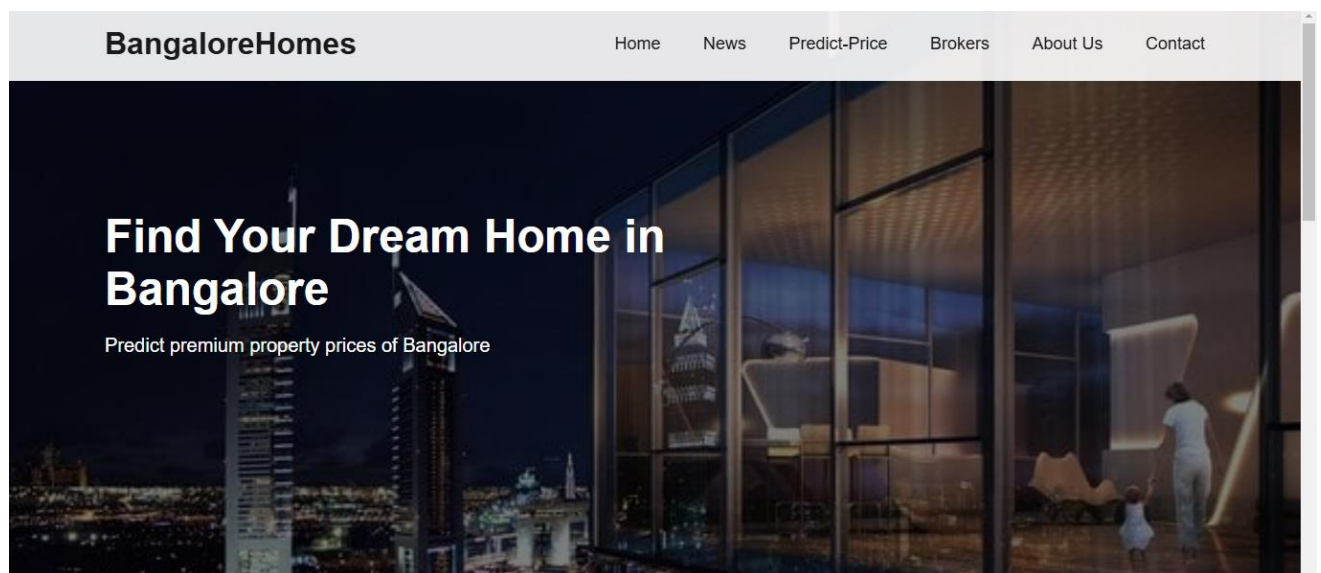 BangaloreHomes
Home News Predict-Price Brokers About Us Contact
Find Your Dream Home in
Bangalore
Predict premium property prices of Bangalore